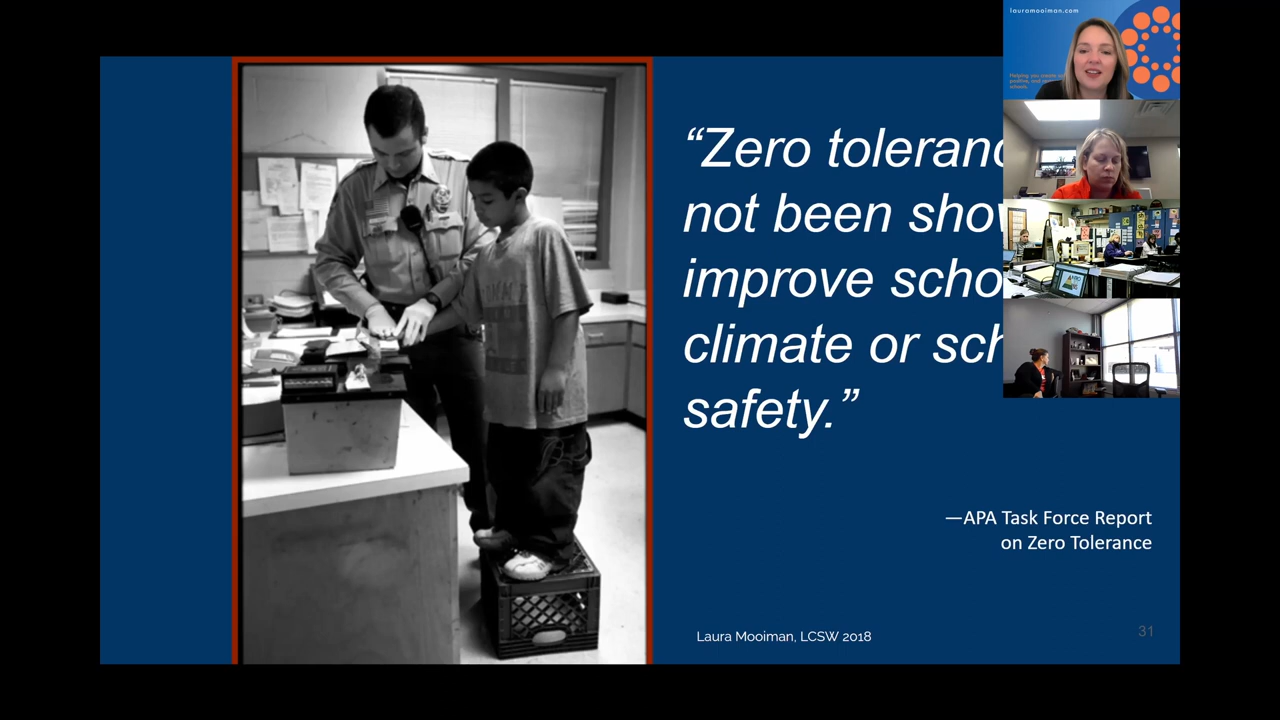 lauramooiman.com
“Zero toleranc
not been show
improve scho
climate or sch
safety.”
—APA Task Force Report
on Zero Tolerance
Laura Mooiman, LCSW 2018
31